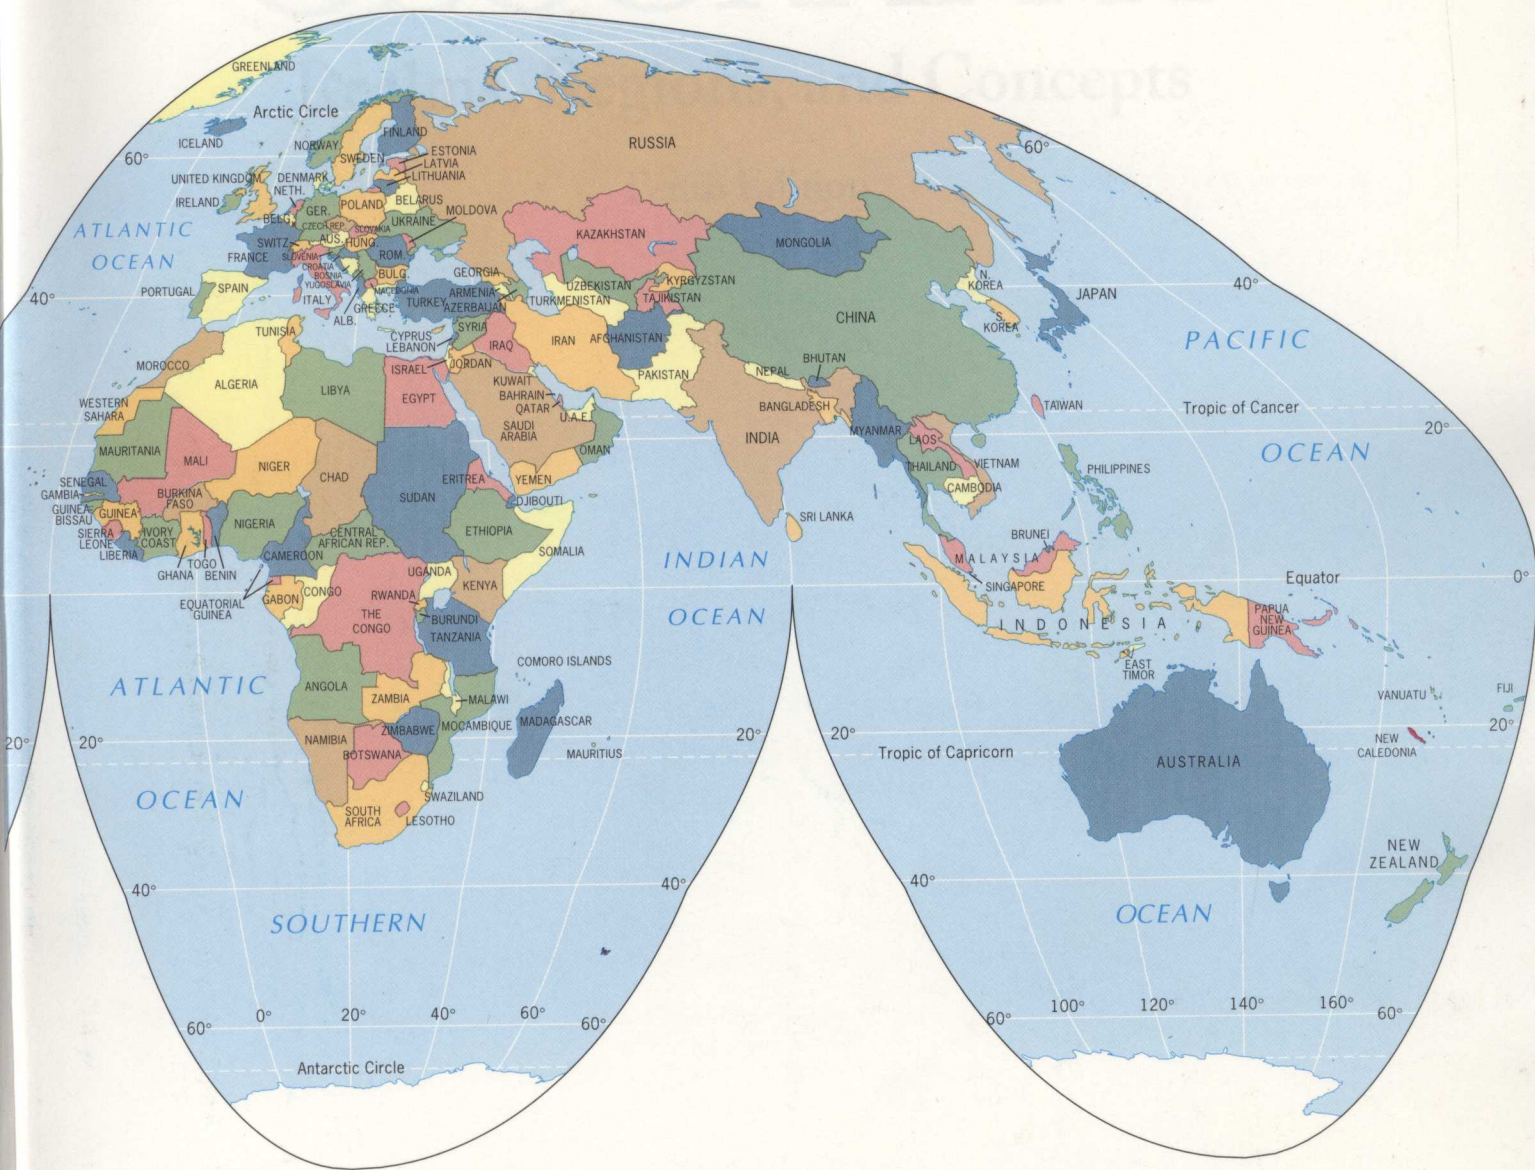 and Concepts
GREENLAND
Arctic Circle
ICELAND
FINLAND
NORWAY
RUSSIA
60°
60°
SWEDEN
ESTONIA
LATVIA
LITHUANIA
UNITED KINGDOM
DENMARK
NETH.
IRELAND
BELARUS
POLAND
GER.
MOLDOVA
BELG.
UKRAINE
CZECH REP.
SLOVAKIA
ATLANTIC
OCEAN
AUS.
HUNG.
SWITZ.
FRANCE
SLOVENIA
ROM.
CROATIA
BOSNIA
YUGOSLAVIA
BULG.
MACEDONIA
KAZAKHSTAN
MONGOLIA
PORTUGAL
SPAIN
ITALY
ALB.
GREECE
40°
TURKEY
GEORGIA
ARMENIA
AZERBAIJAN
UZBEKISTAN
TURKMENISTAN
KYRGYZSTAN
TAJIKISTAN
N.
KOREA
S.
KOREA
JAPAN
40°
CHINA
PACIFIC
OCEAN
TUNISIA
CYPRUS
LEBANON
SYRIA
IRAQ
IRAN
AFGHANISTAN
MOROCCO
ISRAEL
JORDAN
PAKISTAN
NEPAL
BHUTAN
ALGERIA
LIBYA
EGYPT
KUWAIT
BAHRAIN
QATAR
U.A.E.
WESTERN
SAHARA
SAUDI
ARABIA
BANGLADESH
TAIWAN
Tropic of Cancer
20°
INDIA
MYANMAR
LAOS
MAURITANIA
MALI
NIGER
CHAD
SUDAN
ERITREA
OMAN
YEMEN
THAILAND
VIETNAM
CAMBODIA
PHILIPPINES
SENEGAL
GAMBIA
GUINEA
BISSAU
GUINEA
BURKINA
FASO
DJIBOUTI
SIERRA
LEONE
IVORY
COAST
NIGERIA
ETHIOPIA
SRI LANKA
LIBERIA
CENTRAL
AFRICAN REP.
CAMEROON
SOMALIA
BRUNEI
MALAYSIA
TOGO
GHANA
BENIN
INDIAN
OCEAN
UGANDA
KENYA
SINGAPORE
Equator
0°
EQUATORIAL
GUINEA
GABON
CONGO
RWANDA
THE
CONGO
BURUNDI
TANZANIA
INDONESIA
PAPUA
NEW
GUINEA
COMORO ISLANDS
EAST
TIMOR
ATLANTIC
OCEAN
ANGOLA
ZAMBIA
MALAWI
VANUATU
FIJI
MOCAMBIQUE
MADAGASCAR
NAMIBIA
ZIMBABWE
BOTSWANA
20°
20°
20°
20°
20°
MAURITIUS
Tropic of Capricorn
NEW
CALEDONIA
AUSTRALIA
SWAZILAND
SOUTH
AFRICA
LESOTHO
NEW
ZEALAND
40°
40°
40°
SOUTHERN
OCEAN
60°
0°
20°
40°
60°
60°
60°
100°
120°
140°
160°
60°
Antarctic Circle